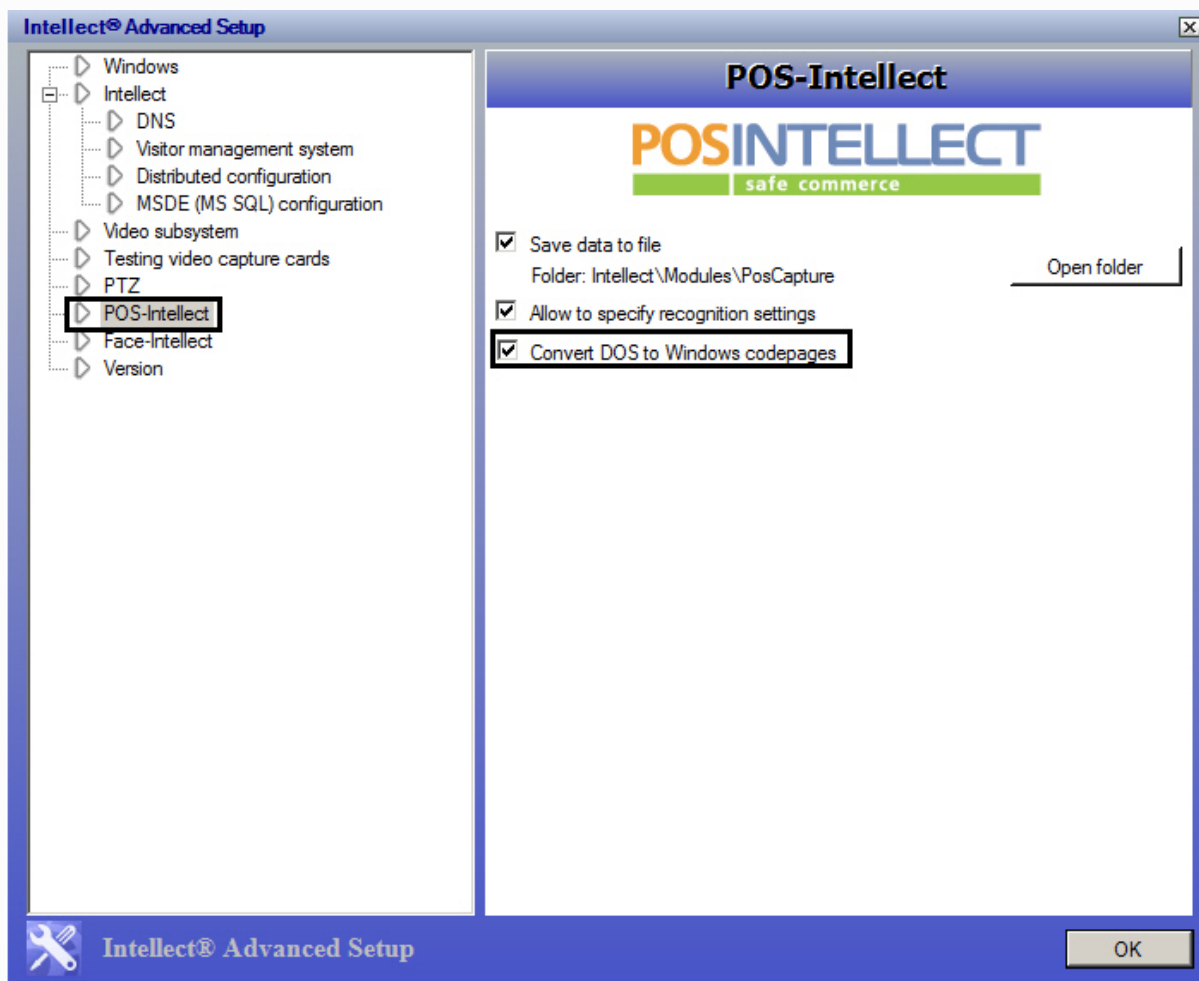 Intellect® Advanced Setup
Windows
Intellect
DNS
Visitor management system
Distributed configuration
MSDE (MS SQL) configuration
Video subsystem
Testing video capture cards
PTZ
POS-Intellect
Face-Intellect
Version
POS-Intellect
POSINTELLECT
safe commerce
Save data to file
Folder: Intellect\Modules\PosCapture
Open folder
Allow to specify recognition settings
Convert DOS to Windows codepages
Intellect® Advanced Setup
OK